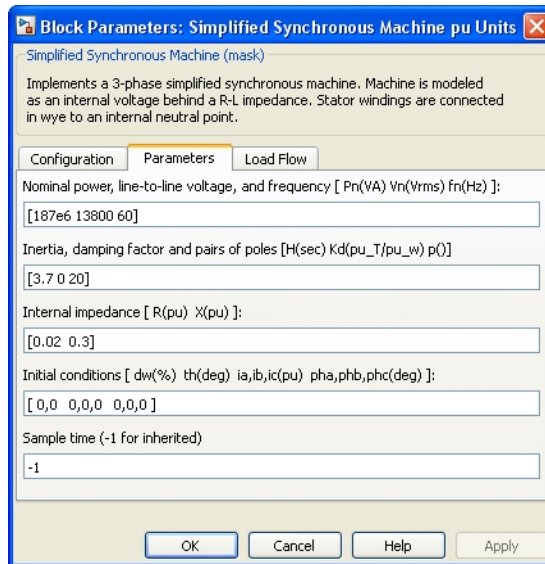 Block Parameters: Simplified Synchronous Machine pu Units
Simplified Synchronous Machine (mask)
Implements a 3-phase simplified synchronous machine. Machine is modeled
as an internal voltage behind a R-L impedance. Stator windings are connected
in wye to an internal neutral point.
Configuration Parameters Load Flow
Nominal power, line-to-line voltage, and frequency [ Pn(VA) Vn(Vrms) fn(Hz) ]:
[187e6 13800 60]
Inertia, damping factor and pairs of poles [H(sec) Kd(pu_T/pu_w) p()]
[3.7 0 20]
Internal impedance [ R(pu) X(pu) ]:
[0.02 0.3]
Initial conditions [ dw(%) th(deg) ia,ib,ic(pu) pha,phb,phc(deg) ]:
[ 0,0 0,0,0 0,0,0 ]
Sample time (-1 for inherited)
-1
OK Cancel Help Apply